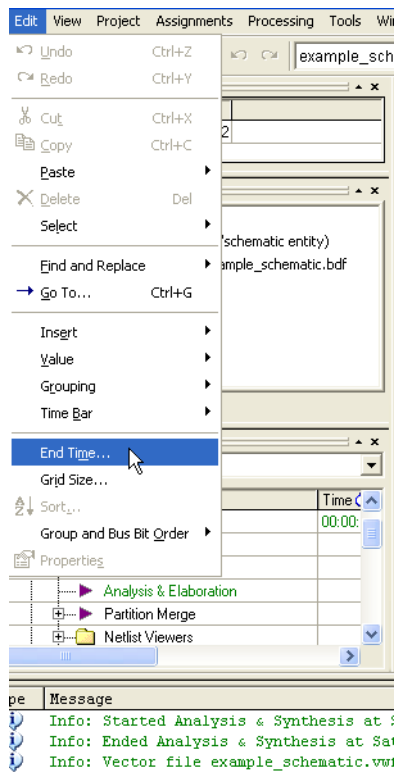 Edit View Project Assignments Processing Tools Wi
Undo Ctrl+Z
Redo Ctrl+Y
example_sch
Cut Ctrl+X
Copy Ctrl+C
2
Paste
Delete Del
Select
schematic entity)
Find and Replace
ample_schematic.bdf
Go To... Ctrl+G
Insert
Value
Grouping
Time Bar
End Time...
Grid Size...
Sort...
Time
00:00:
Group and Bus Bit Order
Properties
Analysis & Elaboration
Partition Merge
Netlist Viewers
pe Message
Info: Started Analysis & Synthesis at S
Info: Ended Analysis & Synthesis at Sat
Info: Vector file example_schematic.vwf